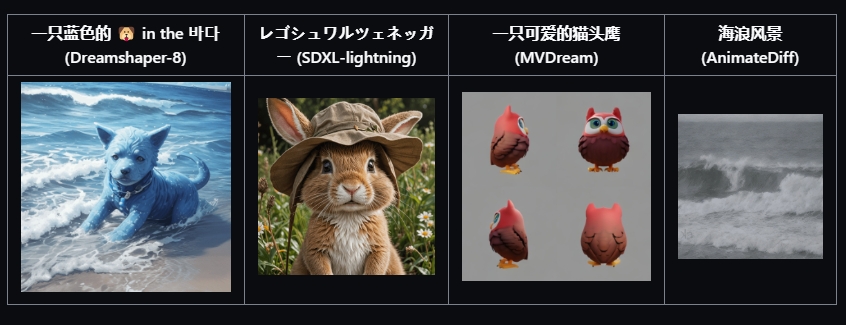 一只蓝色的 🐶 in the 바다
(Dreamshaper-8)
レゴシュワルツェネッガ
ー (SDXL-lightning)
一只可爱的猫头鹰
(MVDream)
海浪风景
(AnimateDiff)